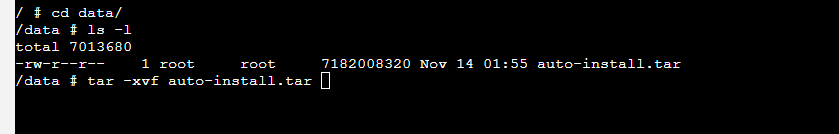 / # cd data/
/data # ls -l
total 7013680
-rw-r--r--    1 root     root     7182008320 Nov 14 01:55 auto-install.tar
/data # tar -xvf auto-install.tar